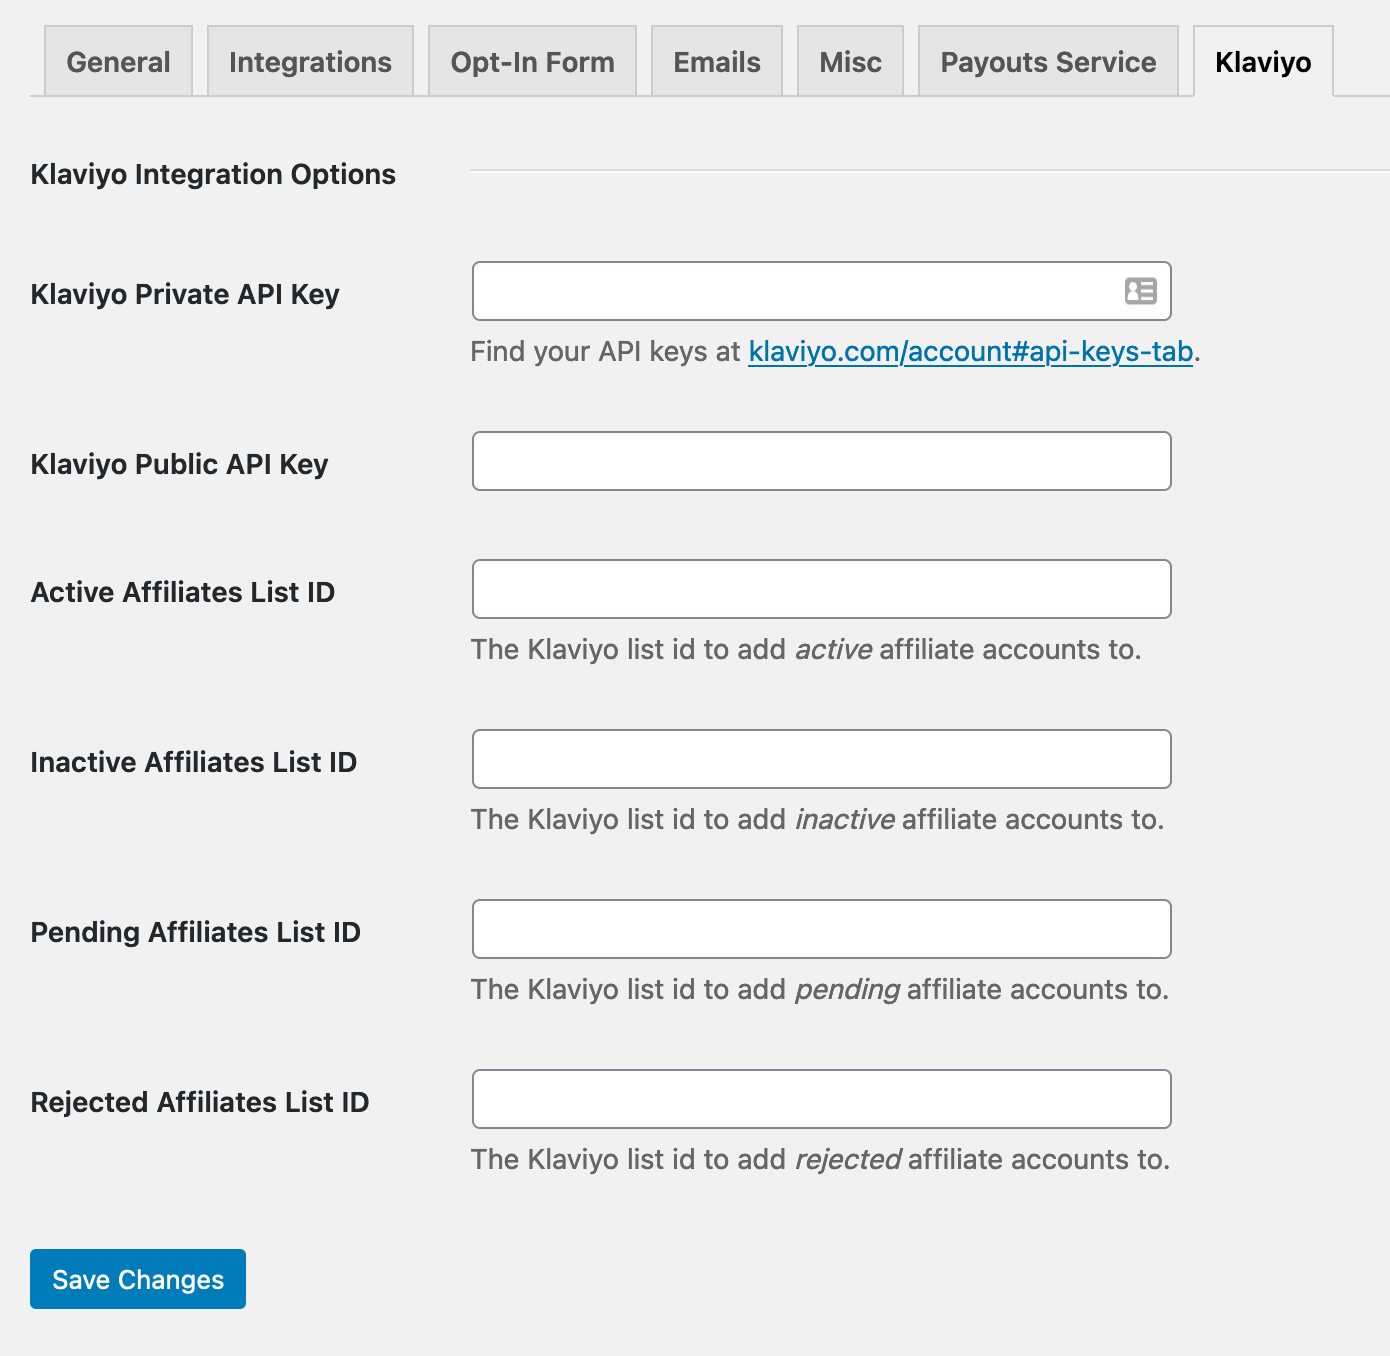 General Integrations Opt-In Form Emails Misc Payouts Service Klaviyo
Klaviyo Integration Options
Klaviyo Private API Key
Find your API keys at klaviyo.com/account#api-keys-tab.
Klaviyo Public API Key
Active Affiliates List ID
The Klaviyo list id to add active affiliate accounts to.
Inactive Affiliates List ID
The Klaviyo list id to add inactive affiliate accounts to.
Pending Affiliates List ID
The Klaviyo list id to add pending affiliate accounts to.
Rejected Affiliates List ID
The Klaviyo list id to add rejected affiliate accounts to.
Save Changes